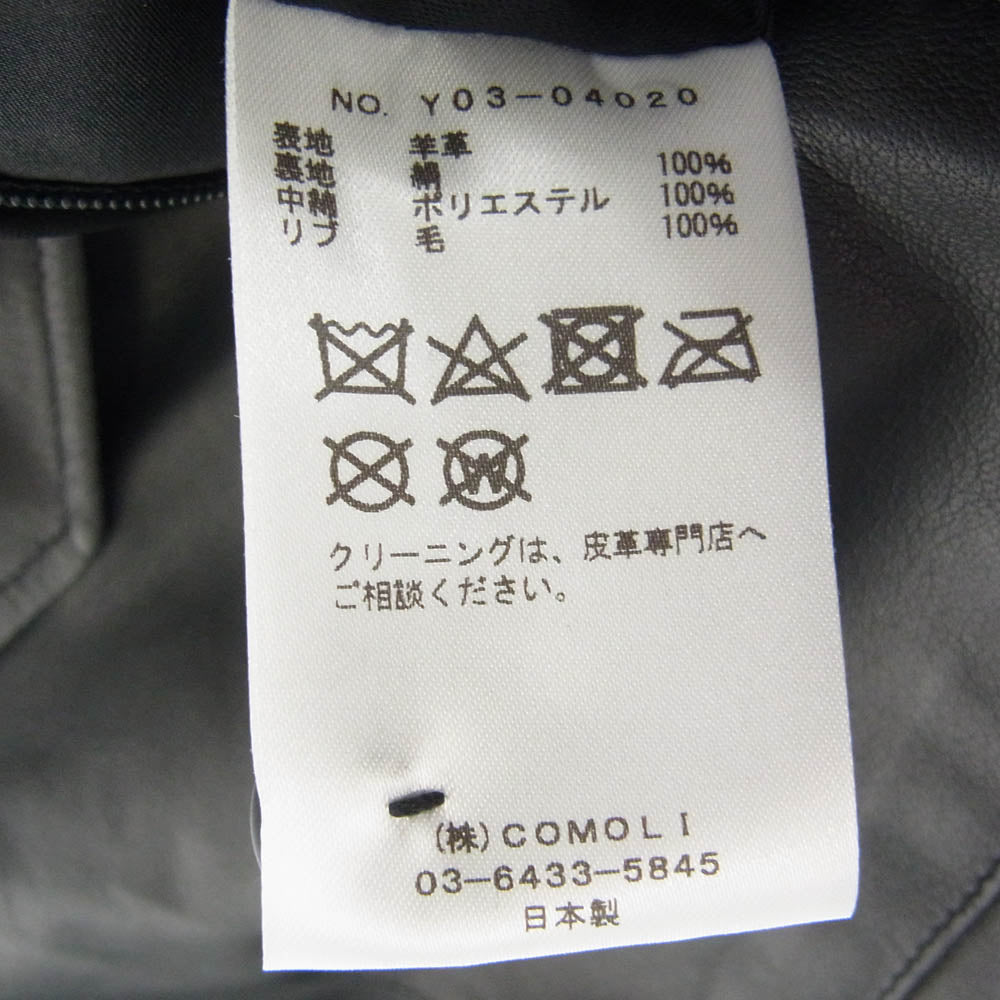 NO. Y03-04020
表地 羊革
裏地 絹 100%
中綿 ポリエステル 100%
リブ 毛 100%
W
クリーニングは、皮革専門店へ
ご相談ください。
(株)COMOLI
03-6433-5845
日本製